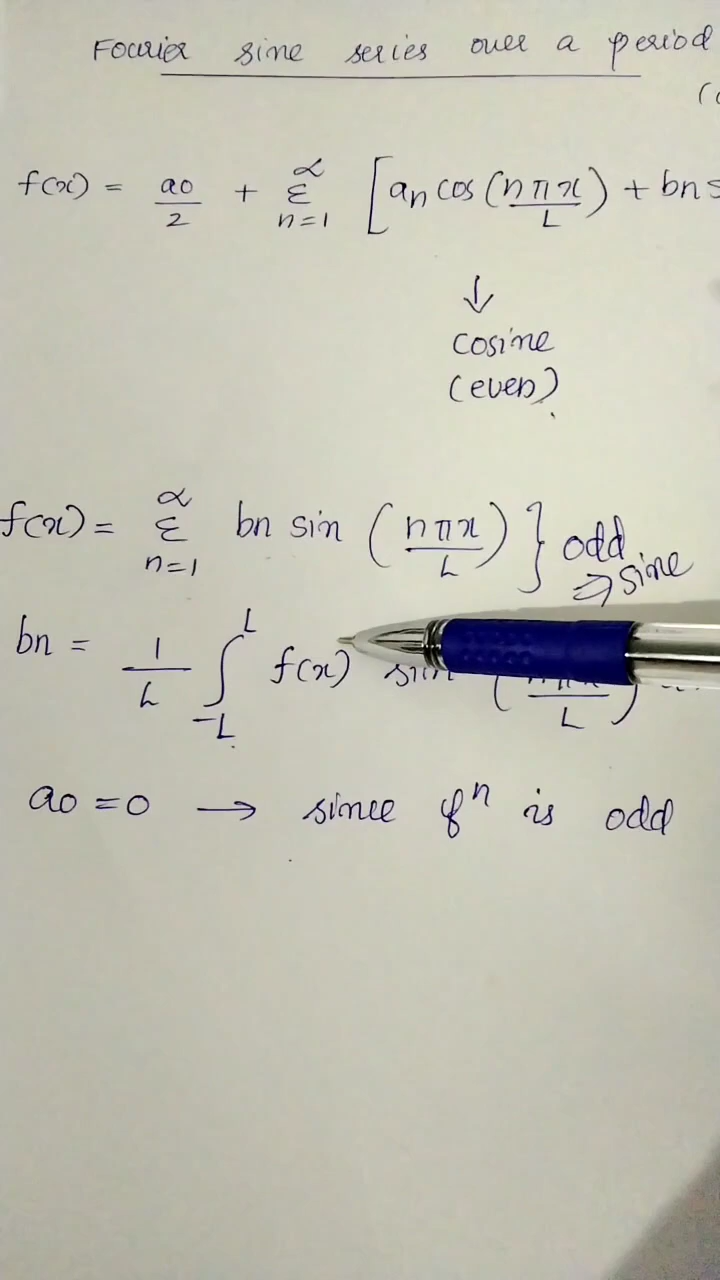 Fourier sine series over a period
(
f(x) = a0/2 + Σ n=1 ∝ [an cos (nπx/L) + bn s
↓
cosine
(even)
f(x) = Σ n=1 ∝ bn sin (nπx/L) } odd
⇒ sine
bn = 1/L ∫ -L L f(x) sin ( /L)
a0 = 0 → since fⁿ is odd